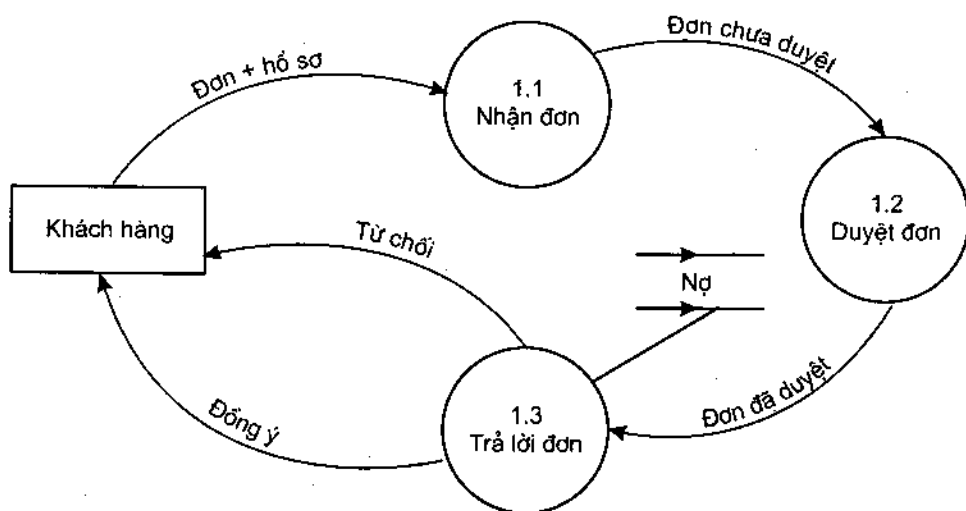 Đơn + hồ sơ
1.1
Nhận đơn
Đơn chưa duyệt
1.2
Duyệt đơn
Khách hàng
Từ chối
Nợ
Đồng ý
1.3
Trả lời đơn
Đơn đã duyệt